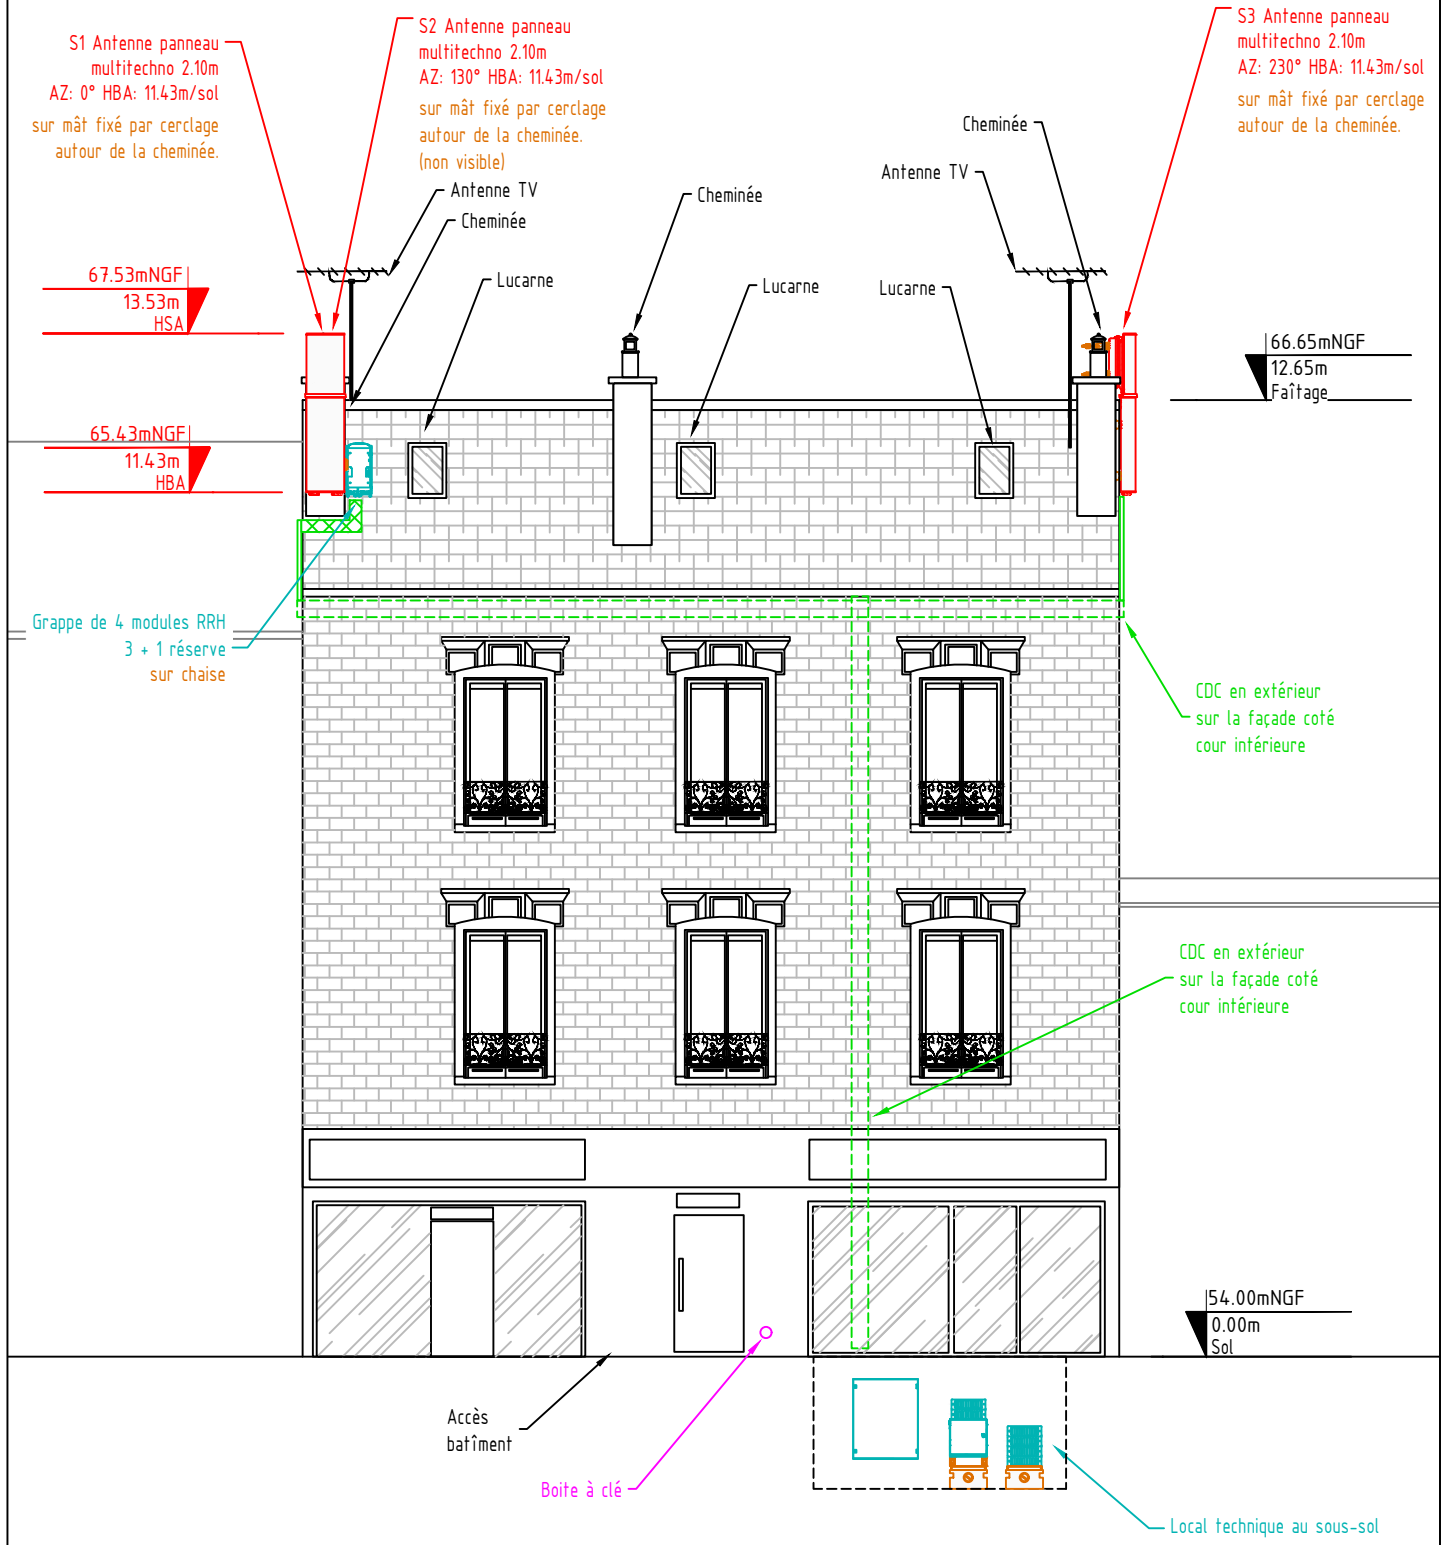 S1 Antenne panneau
multitechno 2.10m
AZ: 0° HBA: 11.43m/sol
sur mât fixé par cerclage
autour de la cheminée.
S2 Antenne panneau
multitechno 2.10m
AZ: 130° HBA: 11.43m/sol
sur mât fixé par cerclage
autour de la cheminée.
(non visible)
S3 Antenne panneau
multitechno 2.10m
AZ: 230° HBA: 11.43m/sol
sur mât fixé par cerclage
autour de la cheminée.
Antenne TV
Cheminée
Lucarne
Cheminée
Lucarne
Cheminée
Antenne TV
Lucarne
67.53mNGF
13.53m
HSA
66.65mNGF
12.65m
Faîtage
65.43mNGF
11.43m
HBA
Grappe de 4 modules RRH
3 + 1 réserve
sur chaise
CDC en extérieur
sur la façade coté
cour intérieure
CDC en extérieur
sur la façade coté
cour intérieure
54.00mNGF
0.00m
Sol
Accès
batîment
Boite à clé
Local technique au sous-sol